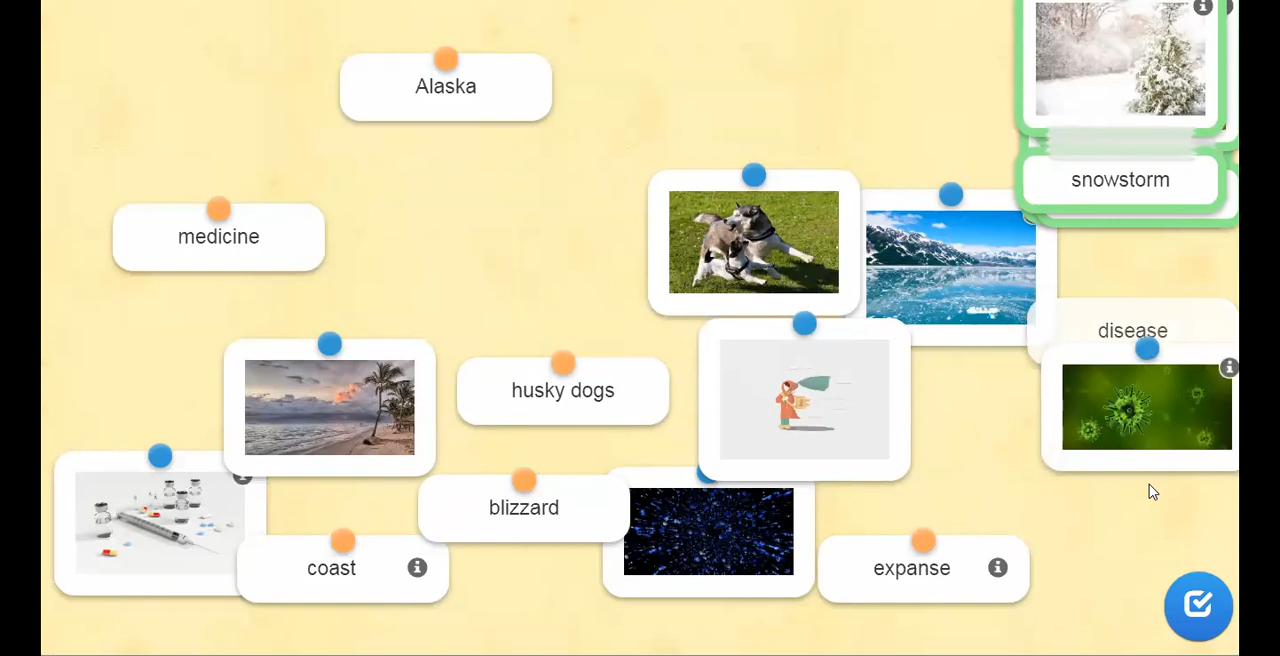 Alaska
snowstorm
medicine
disease
husky dogs
blizzard
coast
expanse